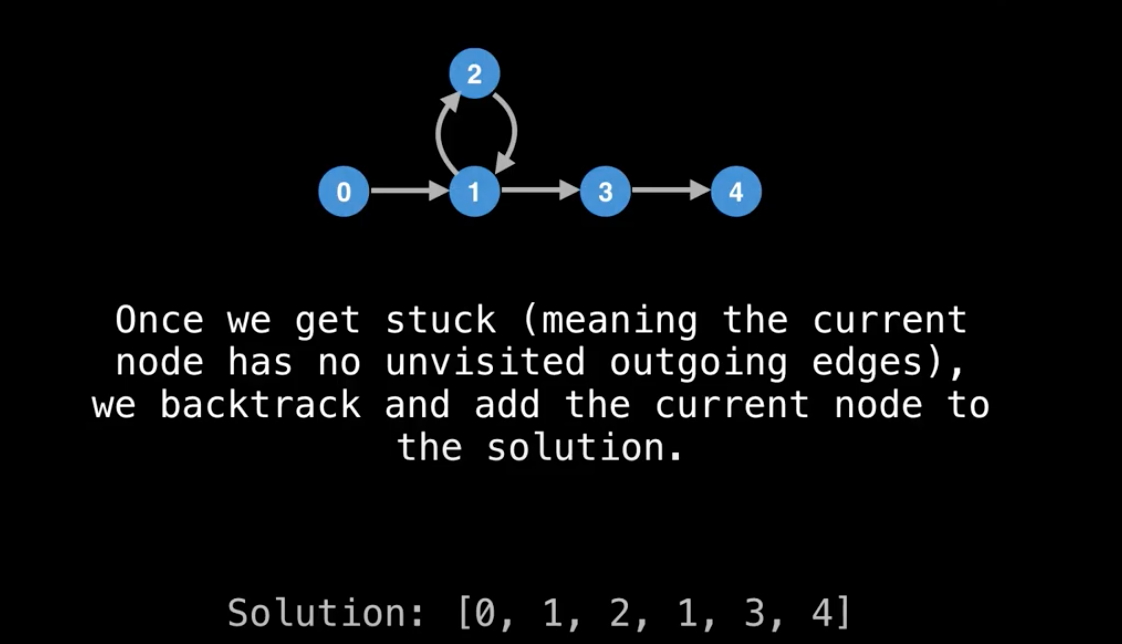 2
0 1 3 4
Once we get stuck (meaning the current
node has no unvisited outgoing edges),
we backtrack and add the current node to
the solution.
Solution: [0, 1, 2, 1, 3, 4]